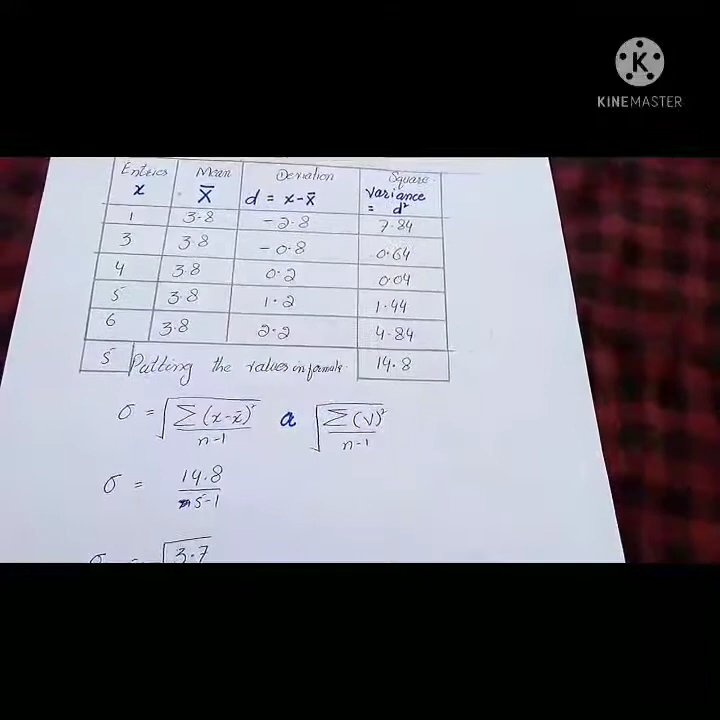 K
KINEMASTER
Entries Mean Deviation Square
x X̄ d = x-x̄ Variance = d²
1 3.8 -2.8 7.84
3 3.8 -0.8 0.64
4 3.8 0.2 0.04
5 3.8 1.2 1.44
6 3.8 2.2 4.84
5 Putting the values in formula 14.8
σ = √Σ(x-x̄)²/n-1 a √Σ(V)²/n-1
σ = 14.8/5-1
√3.7